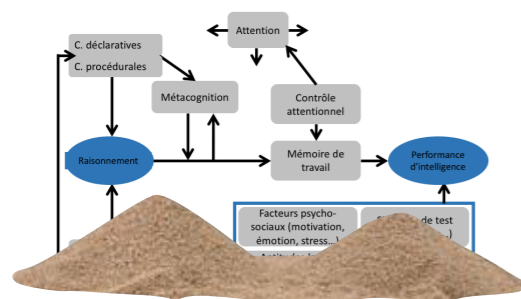 C. déclaratives
C. procédurales
Attention
Métacognition
Contrôle
attentionnel
Raisonnement
Mémoire de
travail
Performance
d'intelligence
Facteurs psycho-
sociaux (motivation,
émotion, stress…)
de test